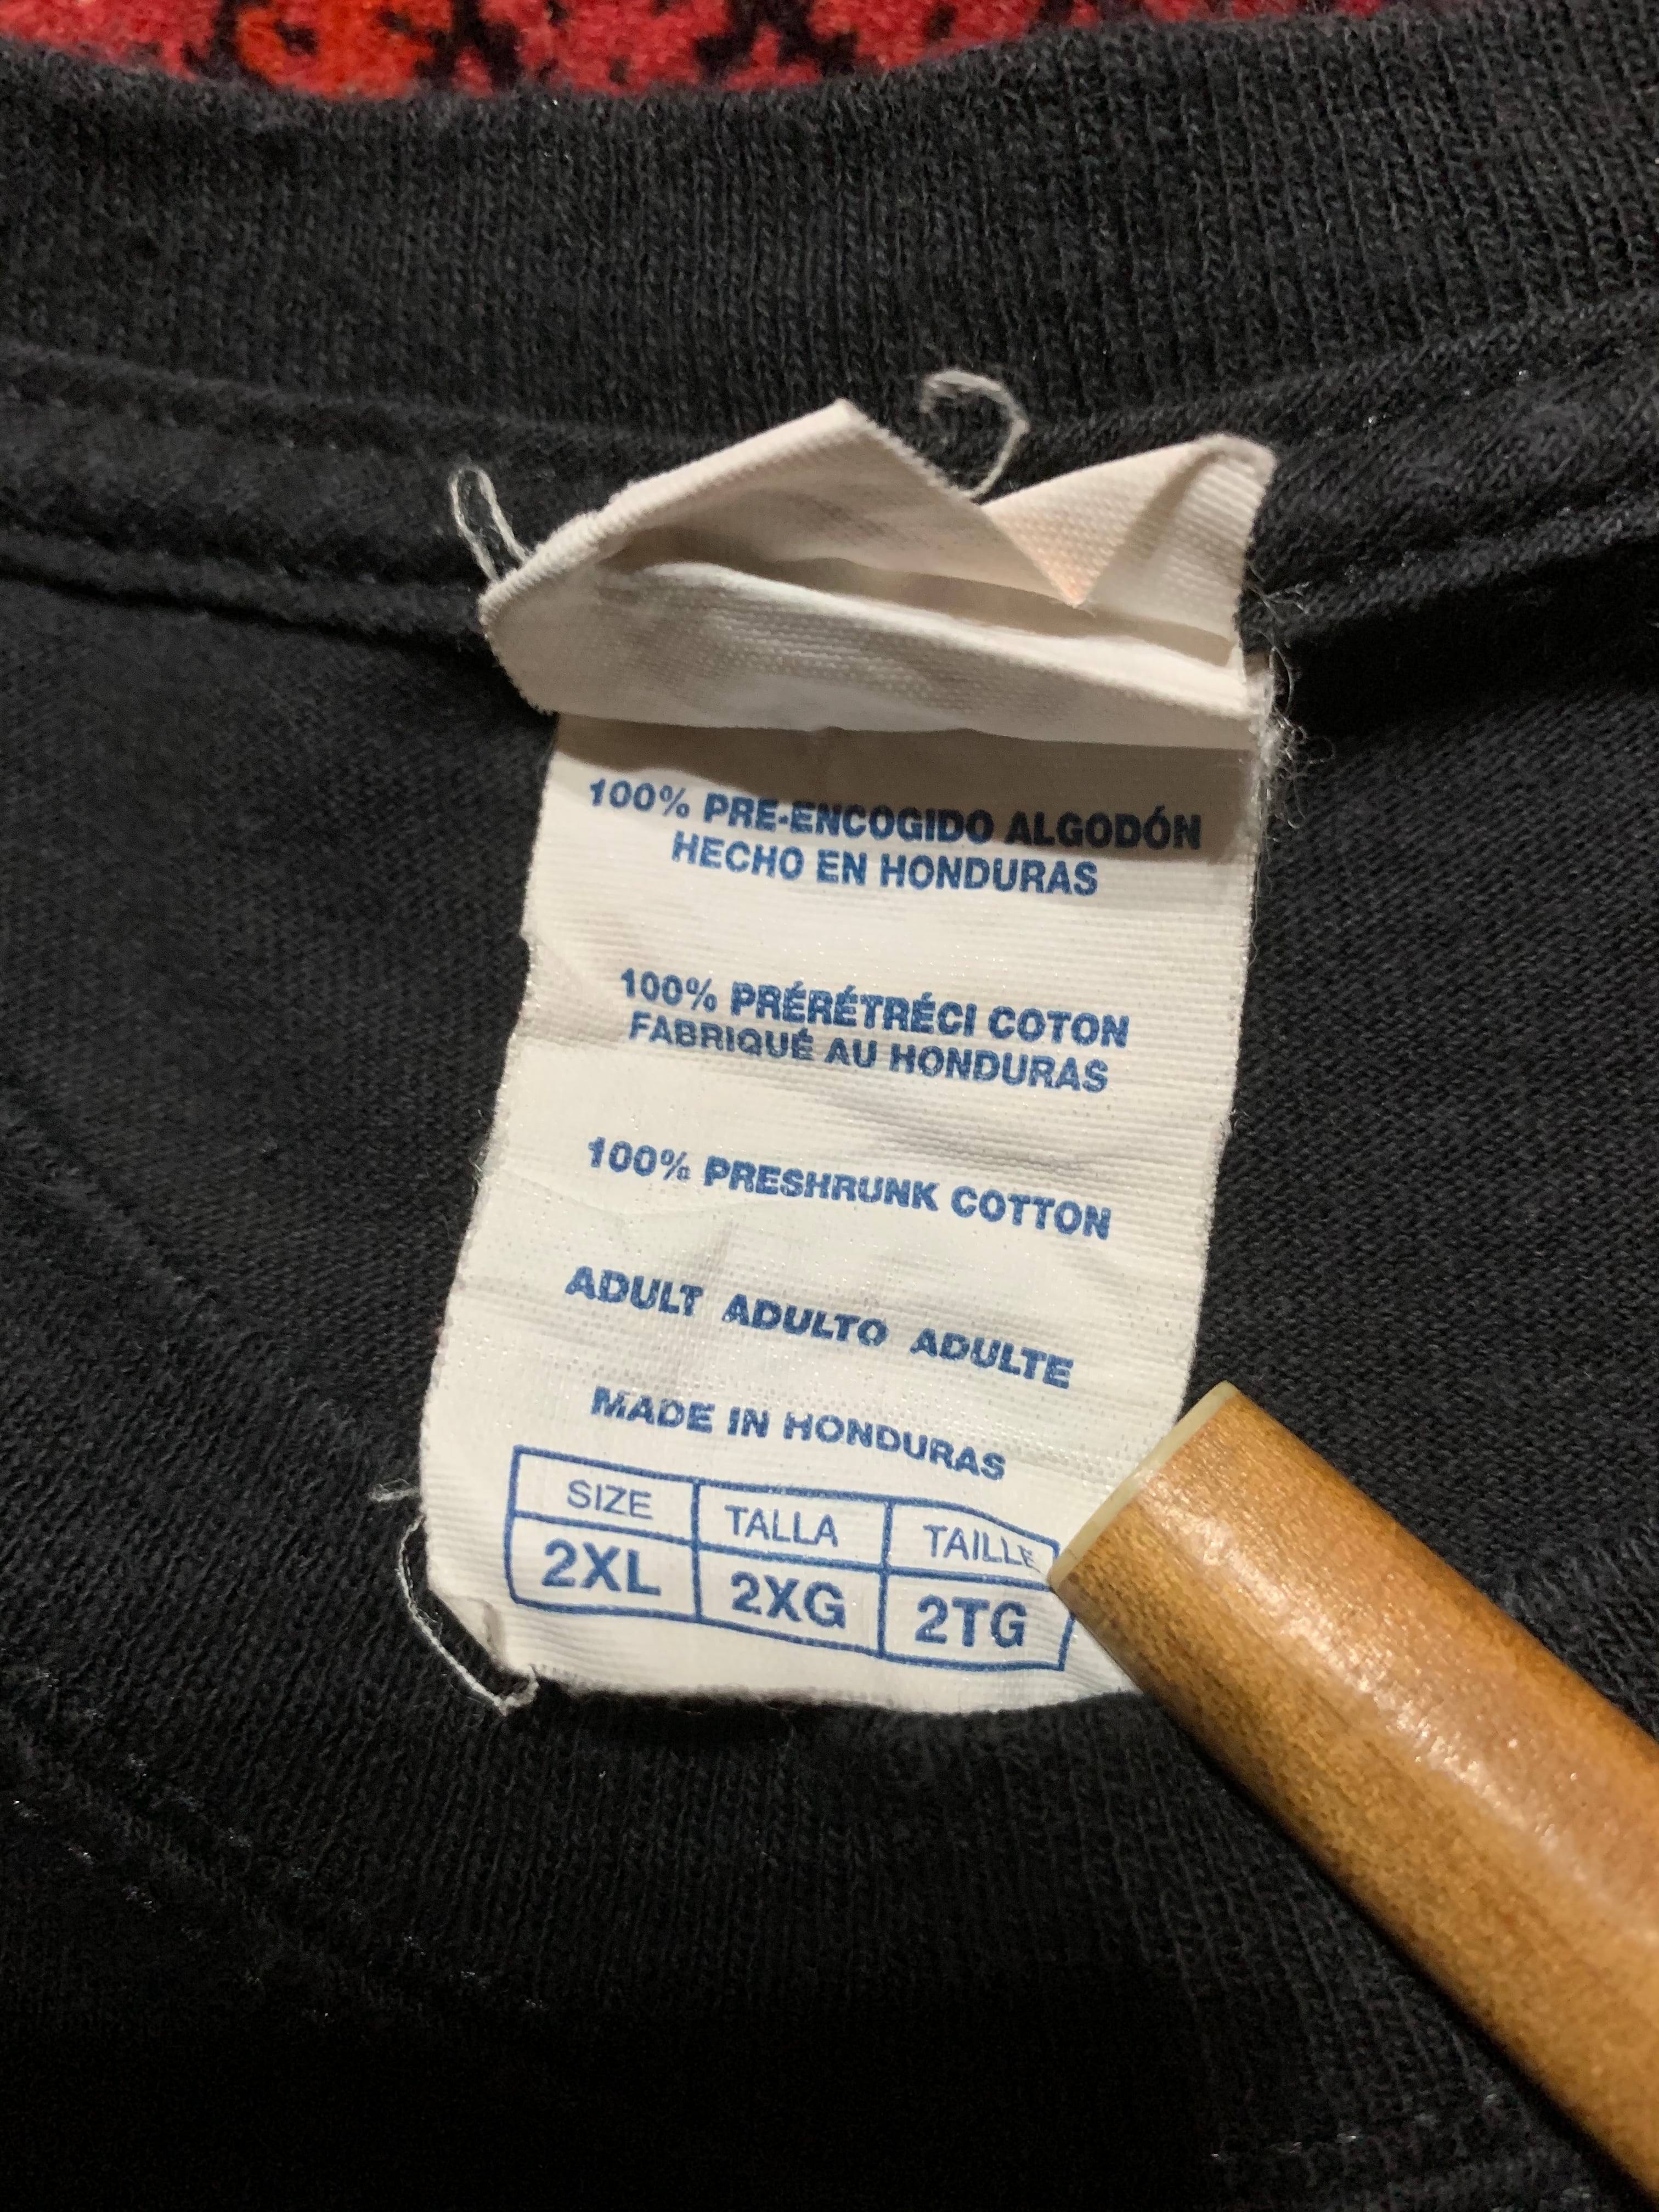 100% PRE-ENCOGIDO ALGODÓN
HECHO EN HONDURAS
100% PRÉRÉTRÉCI COTON
FABRIQUÉ AU HONDURAS
100% PRESHRUNK COTTON
ADULT ADULTO ADULTE
MADE IN HONDURAS
SIZE TALLA TAILLE
2XL 2XG 2TG